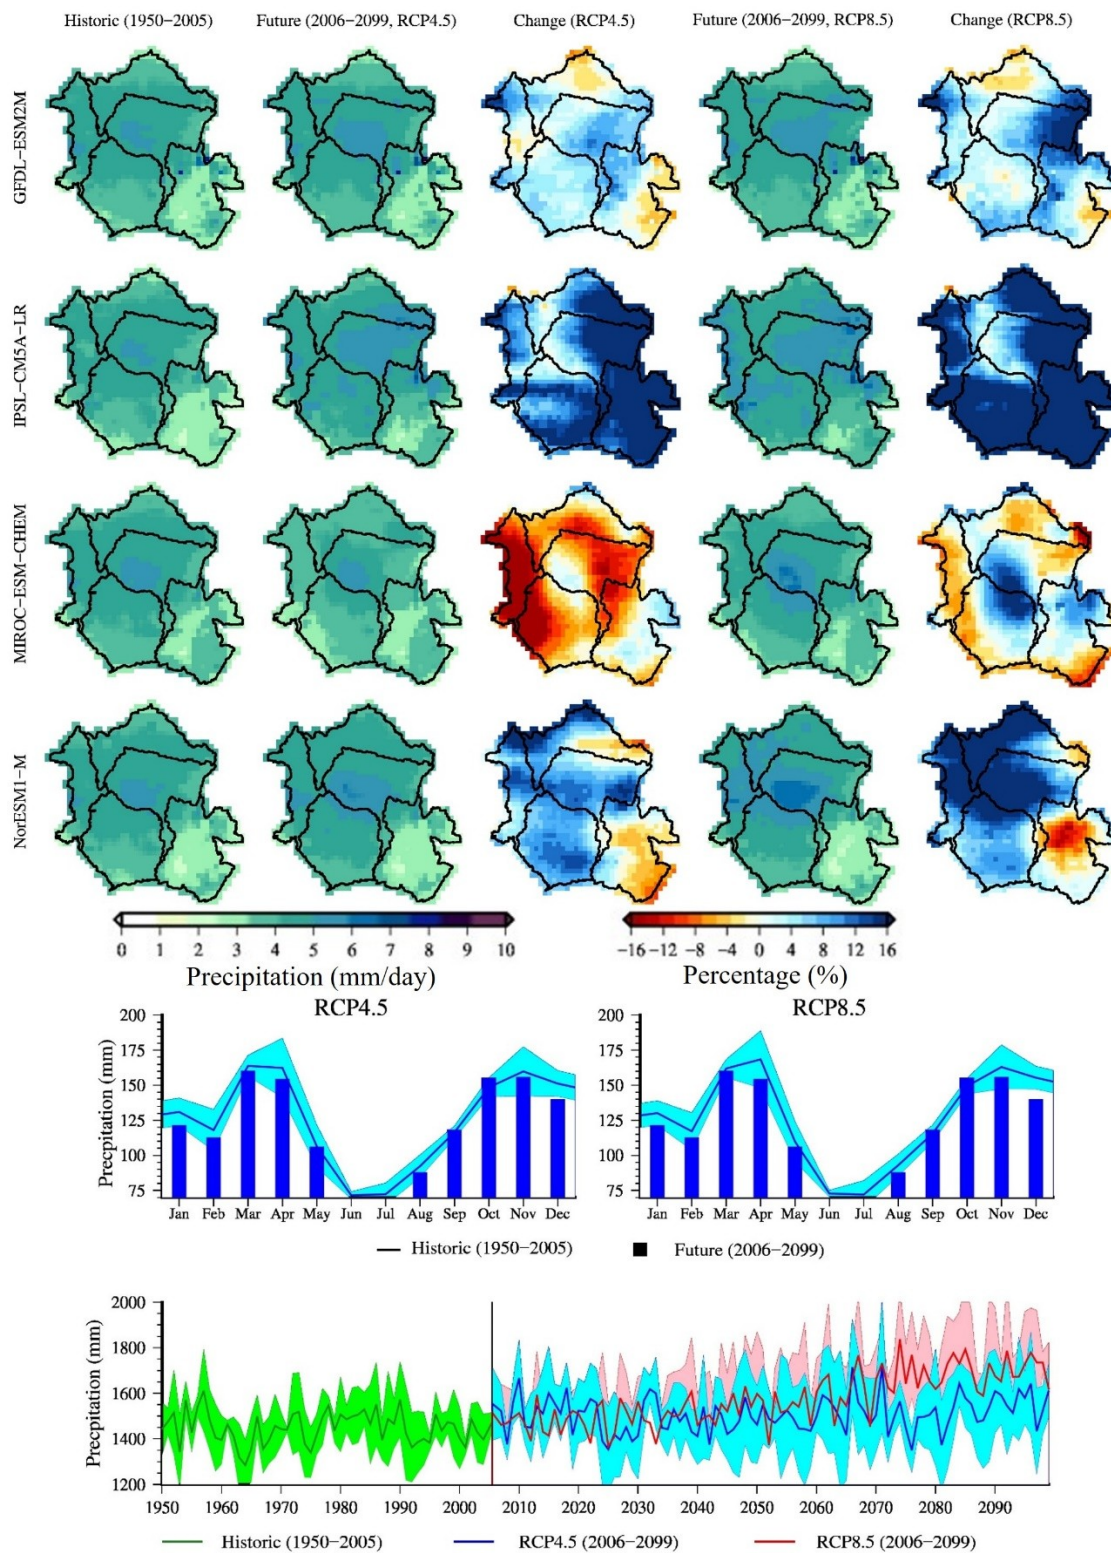 Historic (1950−2005) Future (2006−2099, RCP4.5) Change (RCP4.5) Future (2006−2099, RCP8.5) Change (RCP8.5)
GFDL−ESM2M
IPSL−CM5A−LR
MIROC−ESM−CHEM
NorESM1−M
0 1 2 3 4 5 6 7 8 9 10
Precipitation (mm/day)
−16 −12 −8 −4 0 4 8 12 16
Percentage (%)
RCP4.5
Precpitation (mm)
200
175
150
125
100
75
Jan Feb Mar Apr May Jun Jul Aug Sep Oct Nov Dec
RCP8.5
Precpitation (mm)
200
175
150
125
100
75
Jan Feb Mar Apr May Jun Jul Aug Sep Oct Nov Dec
Historic (1950−2005) Future (2006−2099)
Precpitation (mm)
2000
1800
1600
1400
1200
1950 1960 1970 1980 1990 2000 2010 2020 2030 2040 2050 2060 2070 2080 2090
Historic (1950−2005) RCP4.5 (2006−2099) RCP8.5 (2006−2099)